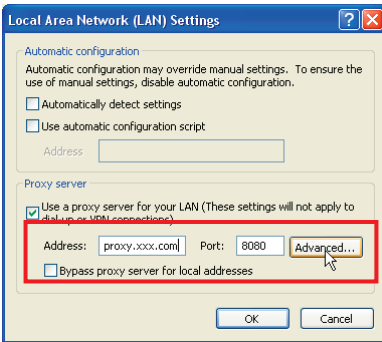 Local Area Network (LAN) Settings
Automatic configuration
Automatic configuration may override manual settings. To ensure the
use of manual settings, disable automatic configuration.
Automatically detect settings
Use automatic configuration script
Address
Proxy server
Use a proxy server for your LAN (These settings will not apply to
dial-up or VPN connections).
Address: proxy.xxx.com Port: 8080 Advanced...
Bypass proxy server for local addresses
OK Cancel